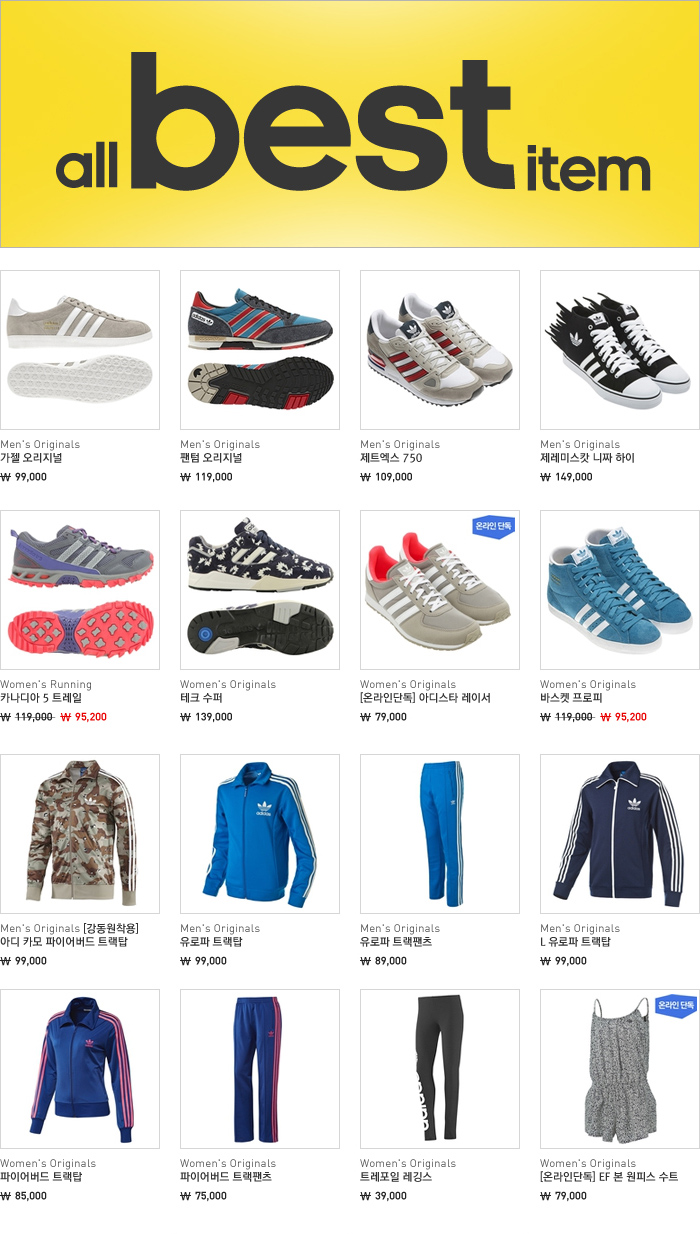 all best item
Men's Originals
가젤 오리지널
₩ 99,000
Men's Originals
팬텀 오리지널
₩ 119,000
Men's Originals
제트엑스 750
₩ 109,000
Men's Originals
제레미스캇 니짜 하이
₩ 149,000
Women's Running
카나디아 5 트레일
₩ 119,000 ₩ 95,200
Women's Originals
테크 수퍼
₩ 139,000
온라인 단독
Women's Originals
[온라인단독] 아디스타 레이서
₩ 79,000
Women's Originals
바스켓 프로피
₩ 119,000 ₩ 95,200
Men's Originals [강동원착용]
아디 카모 파이어버드 트랙탑
₩ 99,000
adidas
Men's Originals
유로파 트랙탑
₩ 99,000
Men's Originals
유로파 트랙팬츠
₩ 89,000
adidas
Men's Originals
L 유로파 트랙탑
₩ 99,000
Women's Originals
파이어버드 트랙탑
₩ 85,000
Women's Originals
파이어버드 트랙팬츠
₩ 75,000
adidas
Women's Originals
트레포일 레깅스
₩ 39,000
온라인 단독
Women's Originals
[온라인단독] EF 본 원피스 수트
₩ 79,000